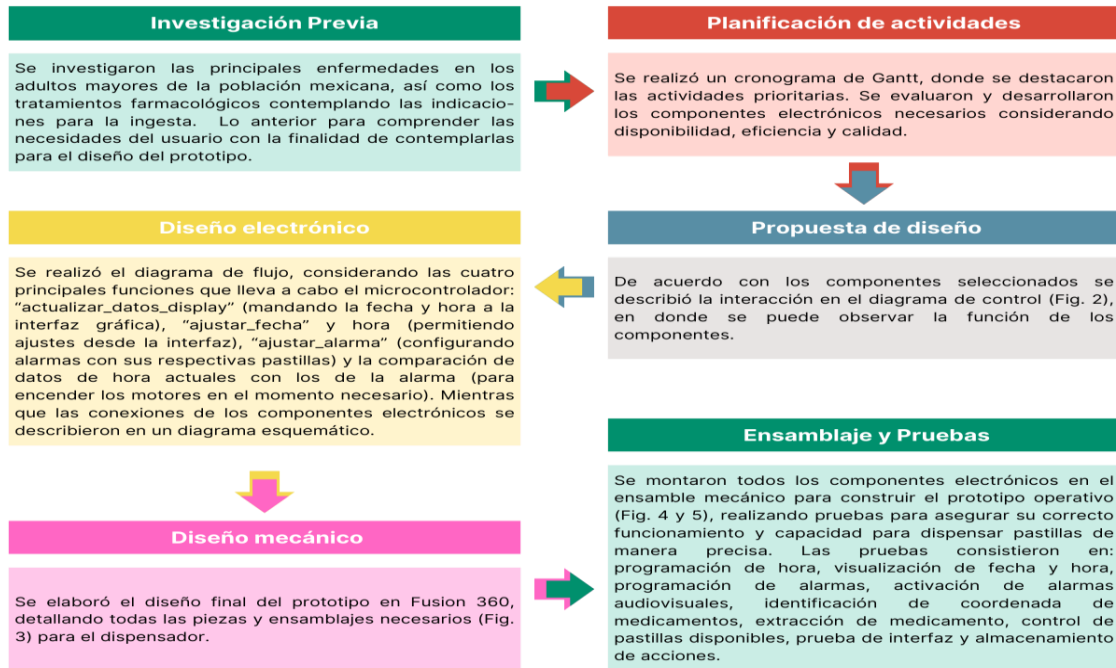 Investigación Previa
Se investigaron las principales enfermedades en los
adultos mayores de la población mexicana, así como los
tratamientos farmacológicos contemplando las indicacio-
nes para la ingesta. Lo anterior para comprender las
necesidades del usuario con la finalidad de contemplarlas
para el diseño del prototipo.
Planificación de actividades
Se realizó un cronograma de Gantt, donde se destacaron
las actividades prioritarias. Se evaluaron y desarrollaron
los componentes electrónicos necesarios considerando
disponibilidad, eficiencia y calidad.
Propuesta de diseño
De acuerdo con los componentes seleccionados se
describió la interacción en el diagrama de control (Fig. 2),
en donde se puede observar la función de los
componentes.
Diseño electrónico
Se realizó el diagrama de flujo, considerando las cuatro
principales funciones que lleva a cabo el microcontrolador:
“actualizar_datos_display” (mandando la fecha y hora a la
interfaz gráfica), “ajustar_fecha” y hora (permitiendo
ajustes desde la interfaz), “ajustar_alarma” (configurando
alarmas con sus respectivas pastillas) y la comparación de
datos de hora actuales con los de la alarma (para
encender los motores en el momento necesario). Mientras
que las conexiones de los componentes electrónicos se
describieron en un diagrama esquemático.
Diseño mecánico
Se elaboró el diseño final del prototipo en Fusion 360,
detallando todas las piezas y ensamblajes necesarios (Fig.
3) para el dispensador.
Ensamblaje y Pruebas
Se montaron todos los componentes electrónicos en el
ensamble mecánico para construir el prototipo operativo
(Fig. 4 y 5), realizando pruebas para asegurar su correcto
funcionamiento y capacidad para dispensar pastillas de
manera precisa. Las pruebas consistieron en:
programación de hora, visualización de fecha y hora,
programación de alarmas, activación de alarmas
audiovisuales, identificación de coordenada de
medicamentos, extracción de medicamento, control de
pastillas disponibles, prueba de interfaz y almacenamiento
de acciones.